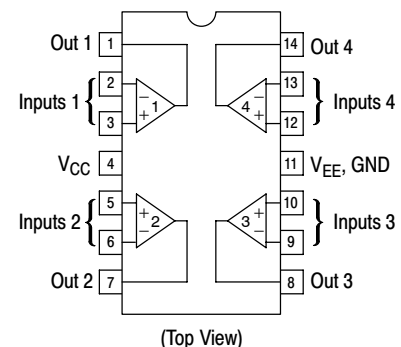 Out 1 1 14 Out 4
Inputs 1 { 2 − 1 4 − 13 } Inputs 4
3 + + 12
VCC 4 11 VEE, GND
Inputs 2 { 5 + 2 3 + 10 } Inputs 3
6 − − 9
Out 2 7 8 Out 3
(Top View)